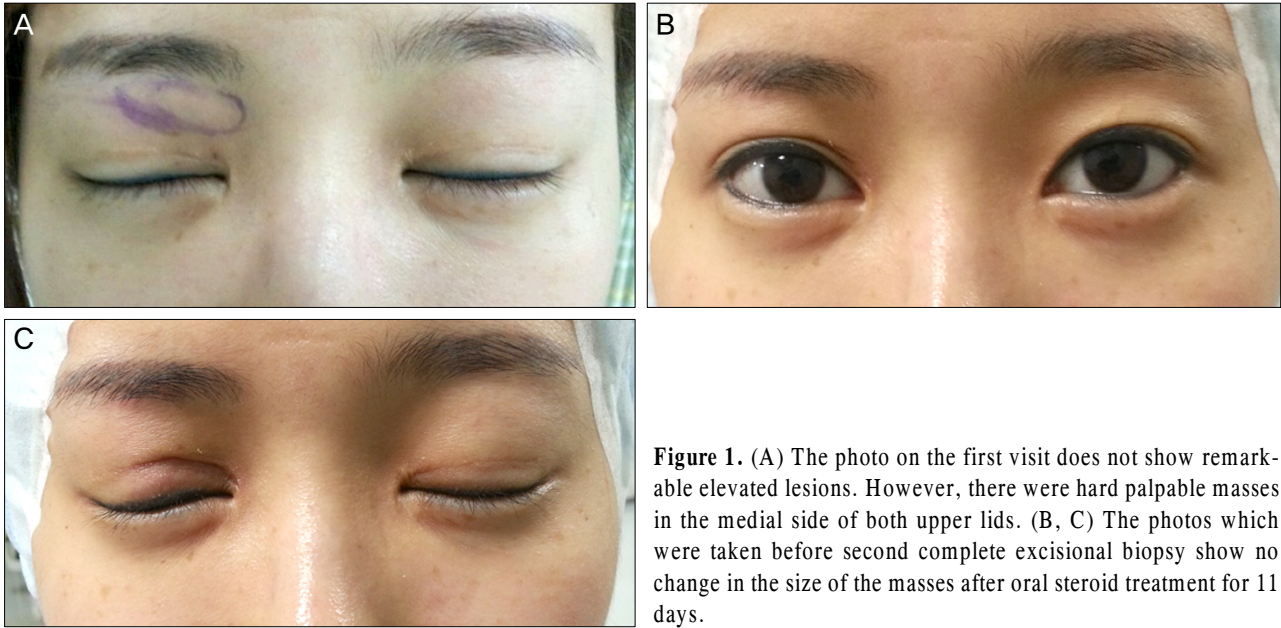 A
B
C
Figure 1. (A) The photo on the first visit does not show remark-
able elevated lesions. However, there were hard palpable masses
in the medial side of both upper lids. (B, C) The photos which
were taken before second complete excisional biopsy show no
change in the size of the masses after oral steroid treatment for 11
days.